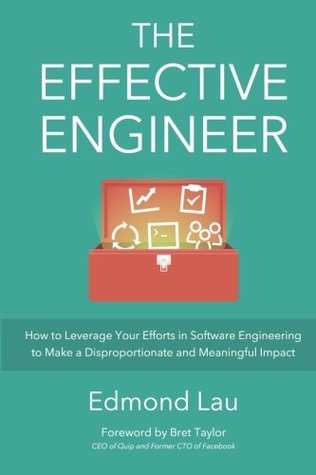 THE
EFFECTIVE
ENGINEER
How to Leverage Your Efforts in Software Engineering
to Make a Disproportionate and Meaningful Impact
Edmond Lau
Foreword by Bret Taylor
CEO of Quip and Former CTO of Facebook